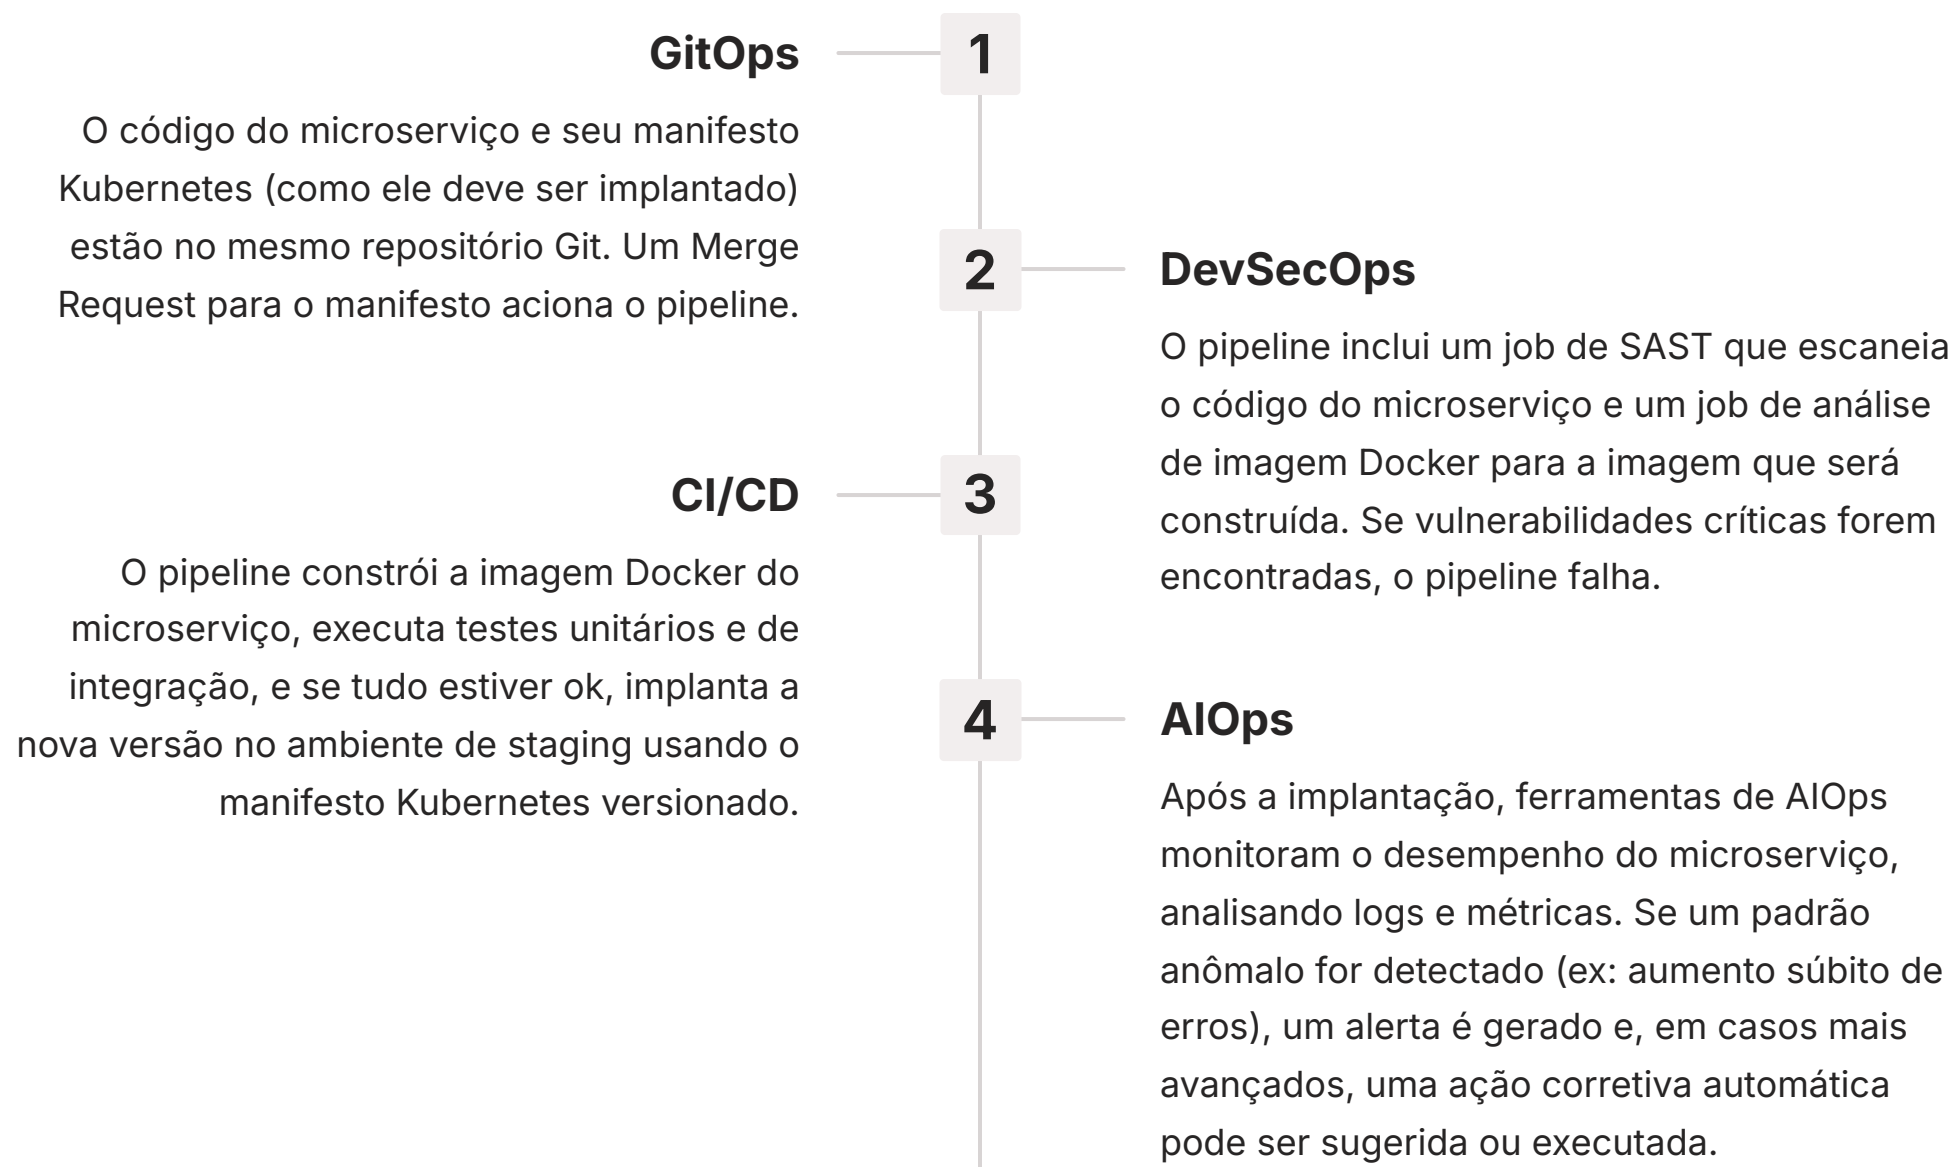 1
GitOps
O código do microserviço e seu manifesto
Kubernetes (como ele deve ser implantado)
estão no mesmo repositório Git. Um Merge
Request para o manifesto aciona o pipeline.
2
DevSecOps
O pipeline inclui um job de SAST que escaneia
o código do microserviço e um job de análise
de imagem Docker para a imagem que será
construída. Se vulnerabilidades críticas forem
encontradas, o pipeline falha.
3
CI/CD
O pipeline constrói a imagem Docker do
microserviço, executa testes unitários e de
integração, e se tudo estiver ok, implanta a
nova versão no ambiente de staging usando o
manifesto Kubernetes versionado.
4
AIOps
Após a implantação, ferramentas de AIOps
monitoram o desempenho do microserviço,
analisando logs e métricas. Se um padrão
anômalo for detectado (ex: aumento súbito de
erros), um alerta é gerado e, em casos mais
avançados, uma ação corretiva automática
pode ser sugerida ou executada.